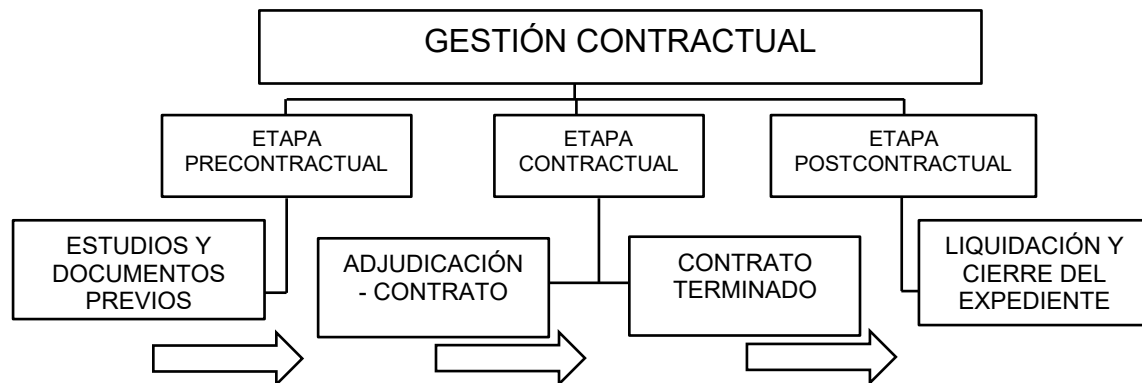 GESTIÓN CONTRACTUAL
ETAPA
PRECONTRACTUAL
ETAPA
CONTRACTUAL
ETAPA
POSTCONTRACTUAL
ESTUDIOS Y
DOCUMENTOS
PREVIOS
ADJUDICACIÓN
- CONTRATO
CONTRATO
TERMINADO
LIQUIDACIÓN Y
CIERRE DEL
EXPEDIENTE